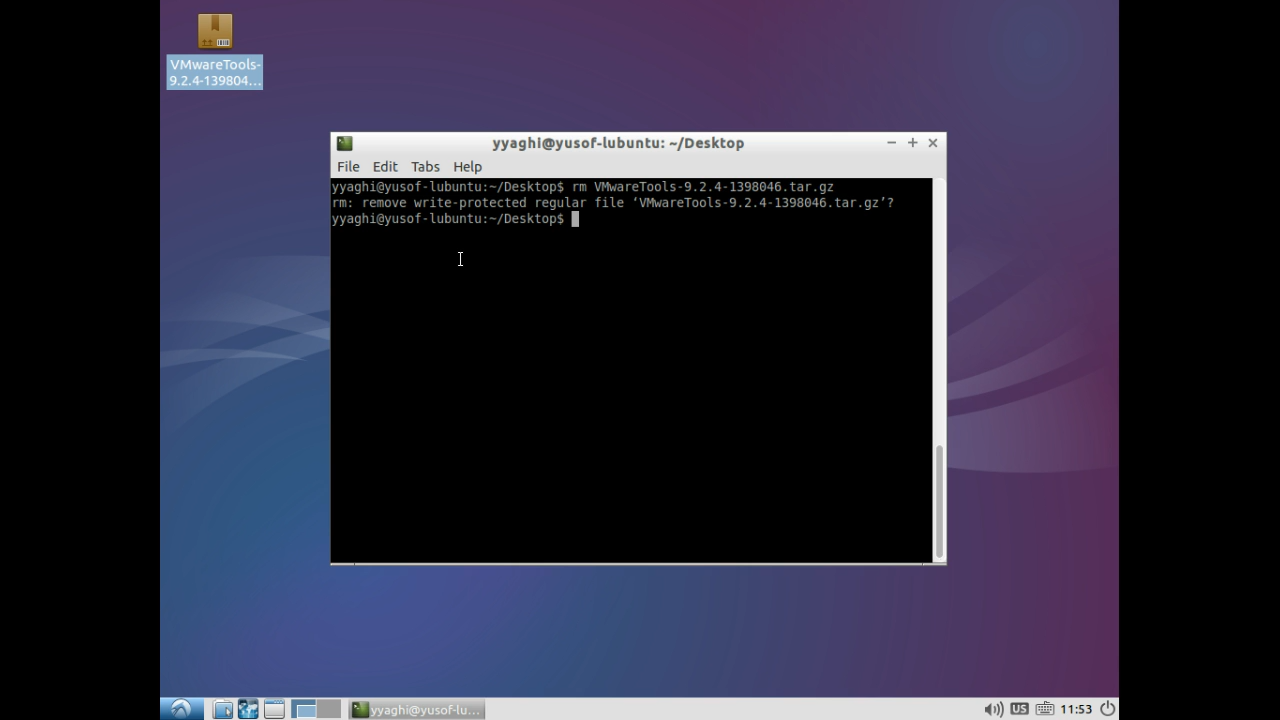 VMwareTools-
9.2.4-139804...
yyaghi@yusof-lubuntu: ~/Desktop
File Edit Tabs Help
yyaghi@yusof-lubuntu:~/Desktop$ rm VMwareTools-9.2.4-1398046.tar.gz
rm: remove write-protected regular file ‘VMwareTools-9.2.4-1398046.tar.gz’?
yyaghi@yusof-lubuntu:~/Desktop$
yyaghi@yusof-lu...
US 11:53